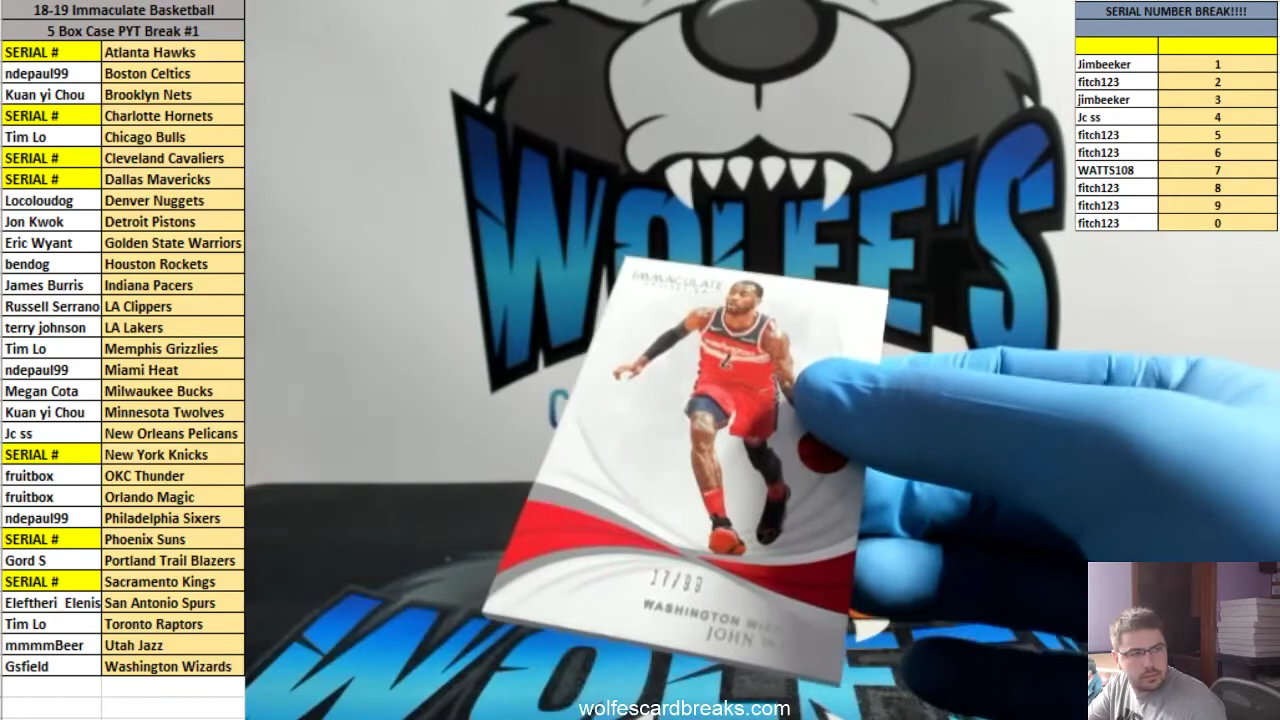 18-19 Immaculate Basketball
5 Box Case PYT Break #1
SERIAL # Atlanta Hawks
ndepaul99 Boston Celtics
Kuan yi Chou Brooklyn Nets
SERIAL # Charlotte Hornets
Tim Lo Chicago Bulls
SERIAL # Cleveland Cavaliers
SERIAL # Dallas Mavericks
Locoloudog Denver Nuggets
Jon Kwok Detroit Pistons
Eric Wyant Golden State Warriors
bendog Houston Rockets
James Burris Indiana Pacers
Russell Serrano LA Clippers
terry johnson LA Lakers
Tim Lo Memphis Grizzlies
ndepaul99 Miami Heat
Megan Cota Milwaukee Bucks
Kuan yi Chou Minnesota Twolves
Jc ss New Orleans Pelicans
SERIAL # New York Knicks
fruitbox OKC Thunder
fruitbox Orlando Magic
ndepaul99 Philadelphia Sixers
SERIAL # Phoenix Suns
Gord S Portland Trail Blazers
SERIAL # Sacramento Kings
Eleftheri Elenis San Antonio Spurs
Tim Lo Toronto Raptors
mmmmBeer Utah Jazz
Gsfield Washington Wizards
WOLFE'S
IMMACULATE
Washington
2
17/99
WASHINGTON
JOHN
WOLFE
wolfescardbreaks.com
SERIAL NUMBER BREAK!!!!
Jimbeeker 1
fitch123 2
jimbeeker 3
Jc ss 4
fitch123 5
fitch123 6
WATTS108 7
fitch123 8
fitch123 9
fitch123 0